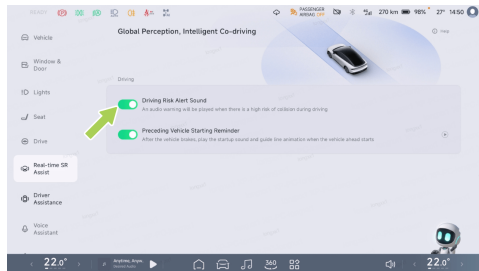 READY
PASSENGER
AIRBAG OFF
270 km
98%
27°
14:50
Global Perception, Intelligent Co-driving
Help
Vehicle
Window &
Door
Lights
Seat
Drive
Real-time SR
Assist
Driver
Assistance
Voice
Assistant
Driving
Driving Risk Alert Sound
An audio warning will be played when there is a high risk of collision during driving
Preceding Vehicle Starting Reminder
After the vehicle brakes, play the startup sound and guide line animation when the vehicle ahead starts
22.0°
360
22.0°